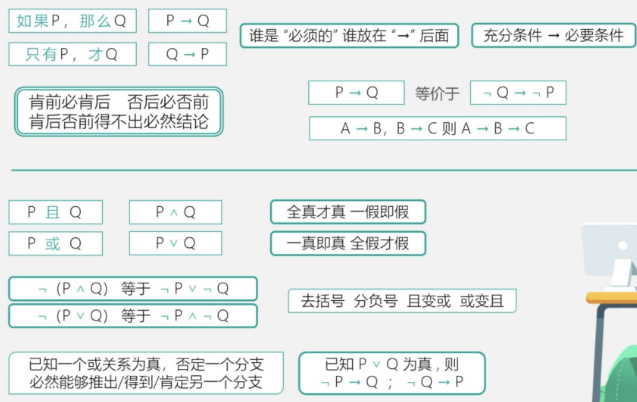 如果P，那么Q P → Q
只有P，才Q Q → P
谁是“必须的”谁放在“→”后面 充分条件 → 必要条件
肯前必肯后 否后必否前
肯后否前得不出必然结论
P → Q 等价于 ¬ Q → ¬ P
A → B, B → C 则 A → B → C
P 且 Q P ∧ Q 全真才真 一假即假
P 或 Q P ∨ Q 一真即真 全假才假
¬ (P ∧ Q) 等于 ¬ P ∨ ¬ Q
¬ (P ∨ Q) 等于 ¬ P ∧ ¬ Q
去括号 分负号 且变或 或变且
已知一个或关系为真，否定一个分支
必然能够推出/得到/肯定另一个分支
已知 P ∨ Q 为真 , 则
¬ P → Q ； ¬ Q → P